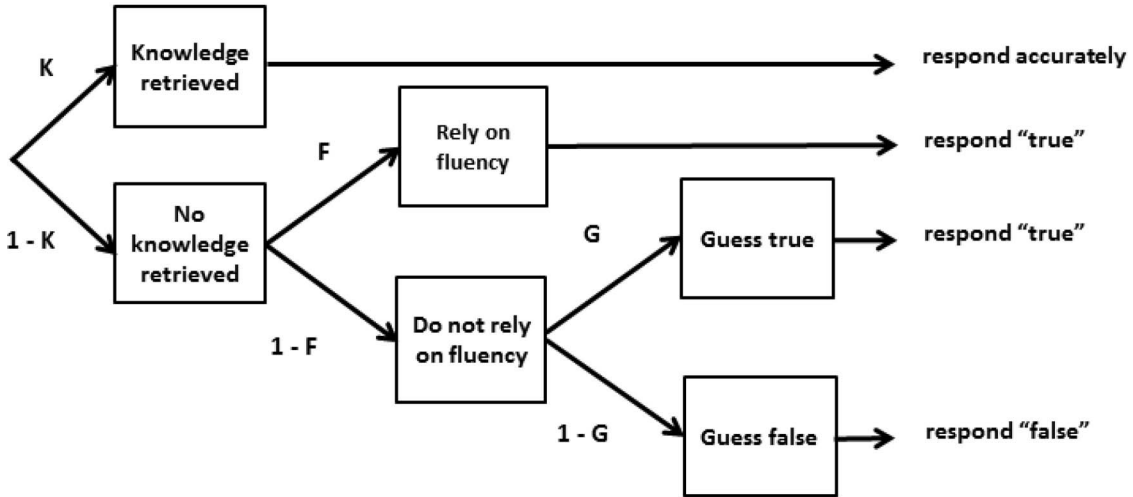 K
Knowledge
retrieved
respond accurately
1 - K
No
knowledge
retrieved
F
Rely on
fluency
respond “true”
1 - F
Do not rely
on fluency
G
Guess true
respond “true”
1 - G
Guess false
respond “false”